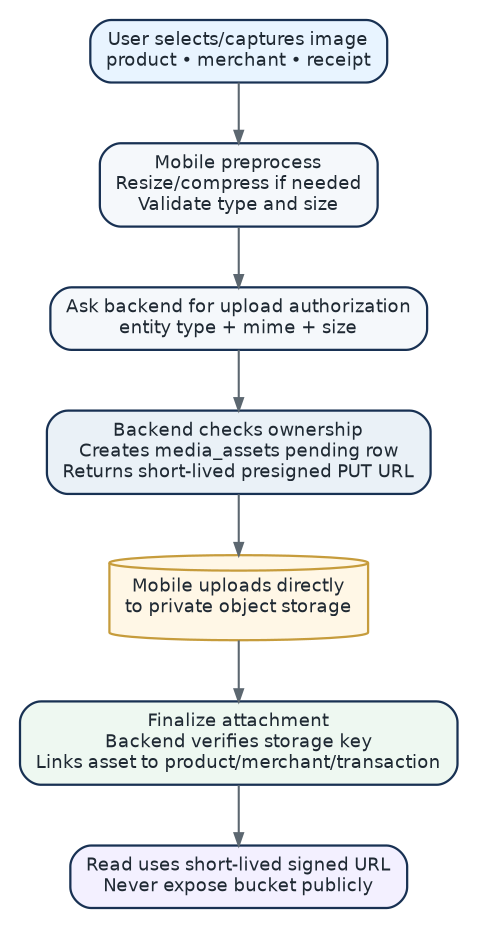 User selects/captures image
product • merchant • receipt
Mobile preprocess
Resize/compress if needed
Validate type and size
Ask backend for upload authorization
entity type + mime + size
Backend checks ownership
Creates media_assets pending row
Returns short-lived presigned PUT URL
Mobile uploads directly
to private object storage
Finalize attachment
Backend verifies storage key
Links asset to product/merchant/transaction
Read uses short-lived signed URL
Never expose bucket publicly